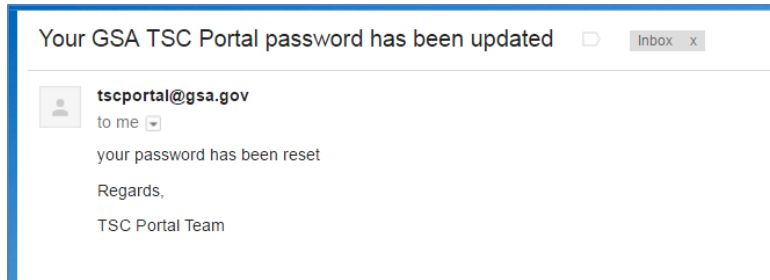 Your GSA TSC Portal password has been updated Inbox x
tscportal@gsa.gov
to me
your password has been reset
Regards,
TSC Portal Team